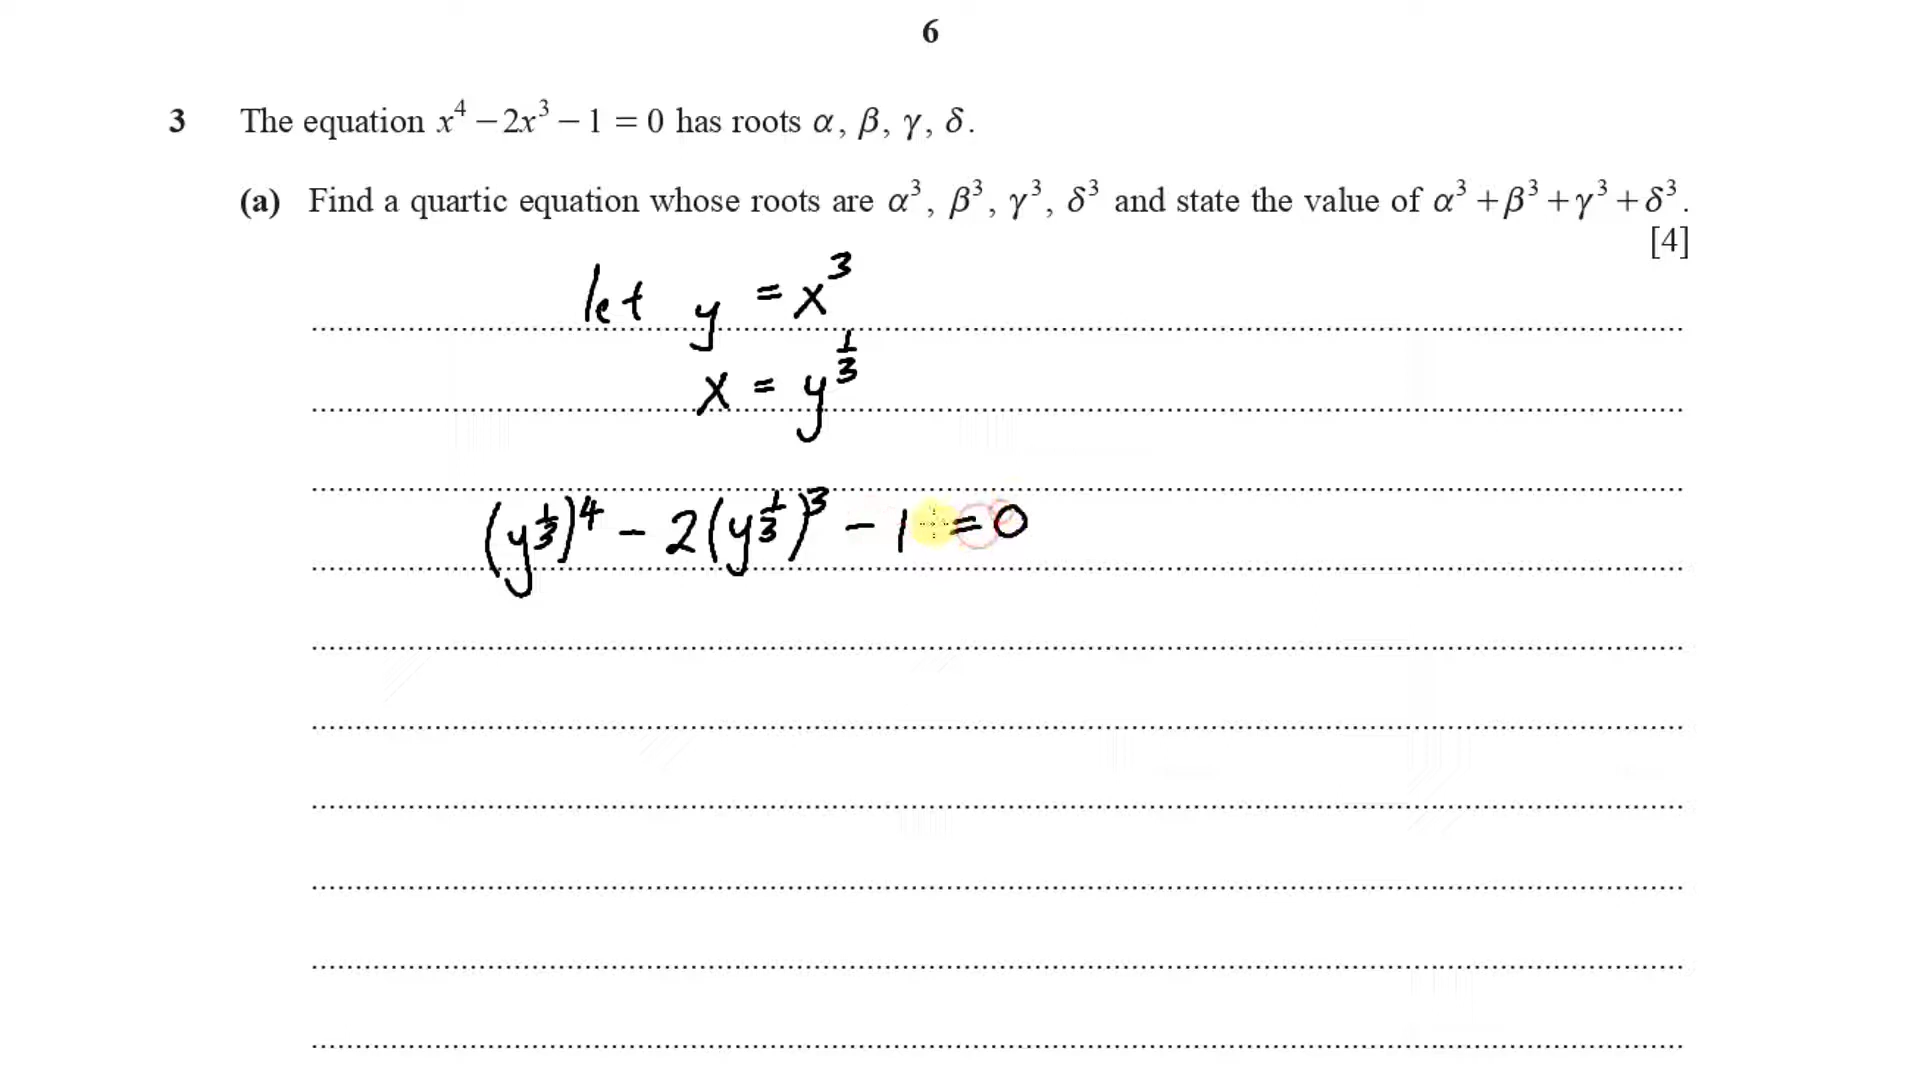 6
3 The equation x⁴ − 2x³ − 1 = 0 has roots α, β, γ, δ.
(a) Find a quartic equation whose roots are α³, β³, γ³, δ³ and state the value of α³ + β³ + γ³ + δ³.
[4]
let y = x³
x = y^(1/3)
(y^(1/3))⁴ − 2(y^(1/3))³ − 1 = 0